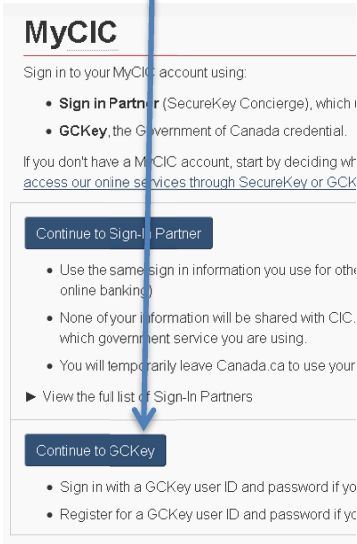 MyCIC
Sign in to your MyCIC account using:
• Sign in Partner (SecureKey Concierge), which
• GCKey, the Government of Canada credential.
If you don't have a MyCIC account, start by deciding
access our online services through SecureKey or
Continue to Sign-In Partner
• Use the same sign in information you use for
online banking)
• None of your information will be shared with CIC.
which government service you are using.
• You will temporarily leave Canada.ca to use your
► View the full list of Sign-In Partners
Continue to GCKey
• Sign in with a GCKey user ID and password if
• Register for a GCKey user ID and password if